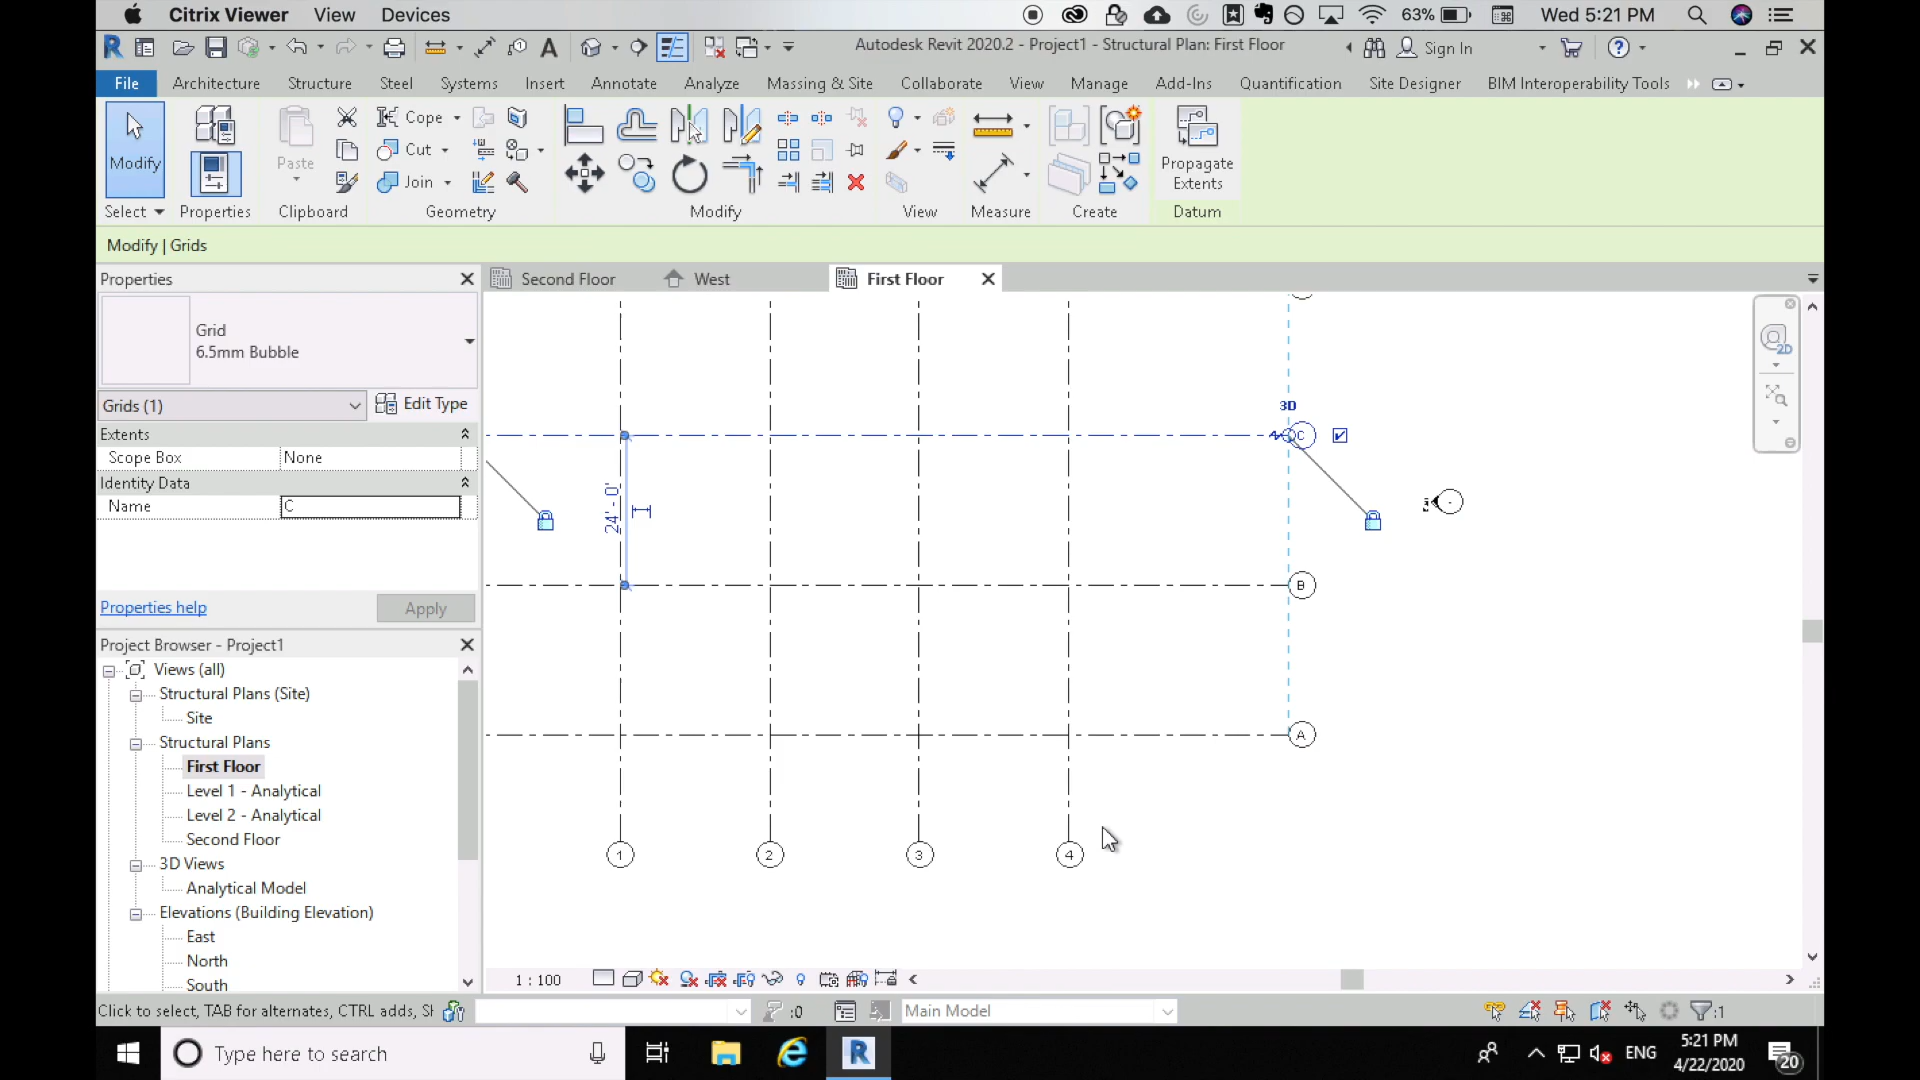 Citrix Viewer View Devices 63% Wed 5:21 PM
Autodesk Revit 2020.2 - Project1 - Structural Plan: First Floor Sign In
File Architecture Structure Steel Systems Insert Annotate Analyze Massing & Site Collaborate View Manage Add-Ins Quantification Site Designer BIM Interoperability Tools
Modify Paste Cope Cut Join Propagate Extents
Select Properties Clipboard Geometry Modify View Measure Create Datum
Modify | Grids
Properties Second Floor West First Floor
2D
Grid
6.5mm Bubble
Grids (1) Edit Type
Extents
Scope Box None
Identity Data
Name C
Properties help Apply
3D
C
24' - 0'
B
A
1 2 3 4
Project Browser - Project1
Views (all)
Structural Plans (Site)
Site
Structural Plans
First Floor
Level 1 - Analytical
Level 2 - Analytical
Second Floor
3D Views
Analytical Model
Elevations (Building Elevation)
East
North
South
1 : 100
Click to select, TAB for alternates, CTRL adds, SH :0 Main Model :1
Type here to search ENG 5:21 PM
4/22/2020 20